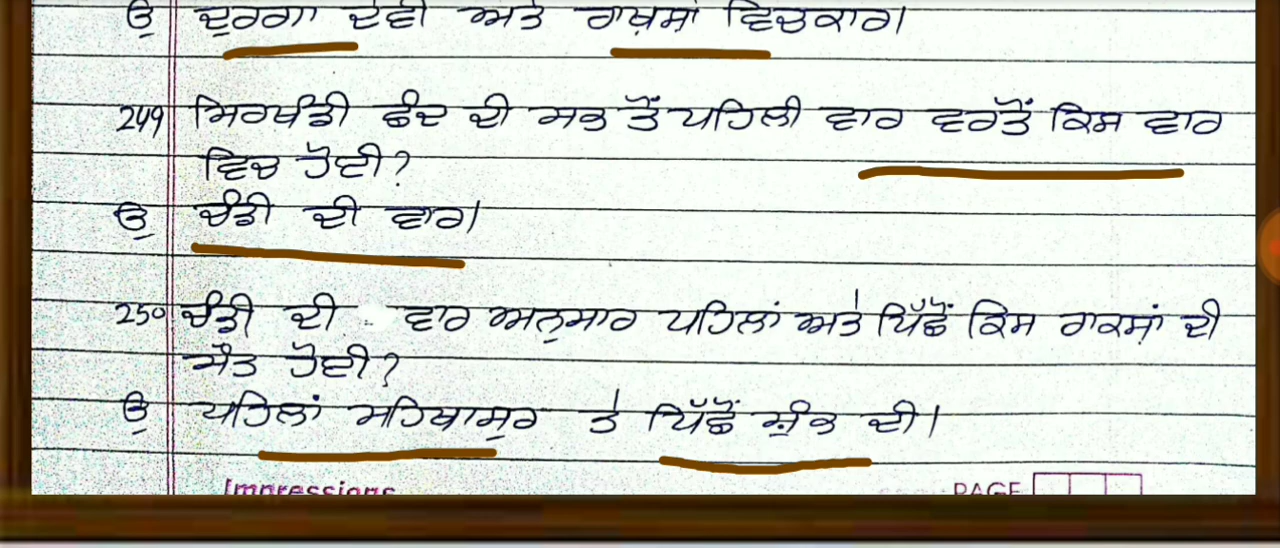 ਉ ਦੁਰਗਾ ਦੇਵੀ ਅਤੇ ਰਾਖ਼ਸ਼ਾਂ ਵਿਚਕਾਰ।
249 ਸਿਰਖੰਡੀ ਛੰਦ ਦੀ ਸਭ ਤੋਂ ਪਹਿਲੀ ਵਾਰ ਵਰਤੋਂ ਕਿਸ ਵਾਰ
ਵਿਚ ਹੋਈ?
ਉ ਚੰਡੀ ਦੀ ਵਾਰ।
250 ਚੰਡੀ ਦੀ ਵਾਰ ਅਨੁਸਾਰ ਪਹਿਲਾਂ ਅਤੇ ਪਿੱਛੋਂ ਕਿਸ ਰਾਕਸ਼ਾਂ ਦੀ
ਮੌਤ ਹੋਈ?
ਉ ਪਹਿਲਾਂ ਮਹਿਖਾਸੁਰ ਤੇ ਪਿੱਛੋਂ ਸ਼ੁੰਭ ਦੀ।
Impressions PAGE